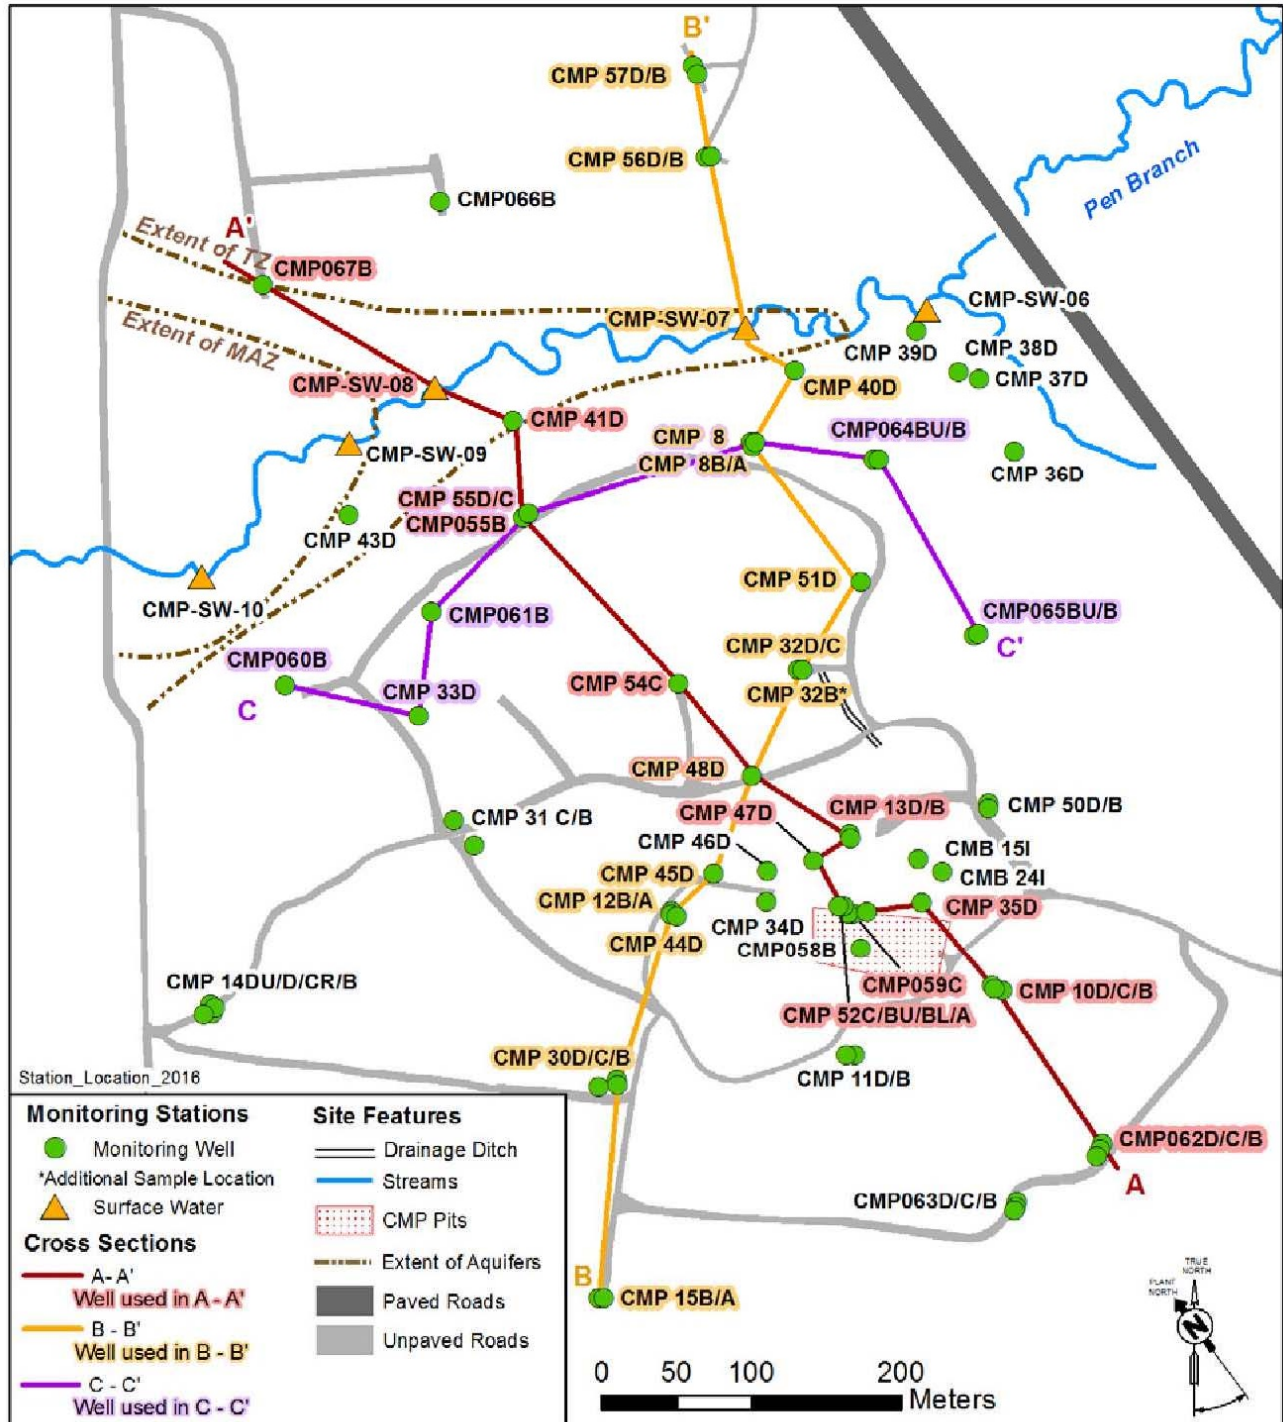 B'
CMP 57D/B
CMP 56D/B
Pen Branch
CMP066B
A'
Extent of TZ
CMP067B
CMP-SW-06
CMP-SW-07
Extent of MAZ
CMP 39D
CMP 38D
CMP 37D
CMP-SW-08
CMP 40D
CMP 41D
CMP 8
CMP064BU/B
CMP-SW-09
CMP 8B/A
CMP 36D
CMP 55D/C
CMP055B
CMP 43D
CMP 51D
CMP-SW-10
CMP061B
CMP065BU/B
CMP 32D/C
C'
CMP060B
CMP 54C
CMP 33D
CMP 32B*
C
CMP 48D
CMP 47D
CMP 13D/B
CMP 50D/B
CMP 31 C/B
CMP 46D
CMB 15I
CMP 45D
CMB 24I
CMP 12B/A
CMP 35D
CMP 34D
CMP 44D
CMP058B
CMP 14DU/D/CR/B
CMP059C
CMP 10D/C/B
CMP 52C/BU/BL/A
CMP 30D/C/B
CMP 11D/B
Station_Location_2016
CMP062D/C/B
A
CMP063D/C/B
B
CMP 15B/A
Monitoring Stations
Monitoring Well
*Additional Sample Location
Surface Water
Cross Sections
A- A'
Well used in A - A'
B - B'
Well used in B - B'
C - C'
Well used in C - C'
Site Features
Drainage Ditch
Streams
CMP Pits
Extent of Aquifers
Paved Roads
Unpaved Roads
0 50 100 200
Meters
TRUE
NORTH
PLANT
NORTH
N